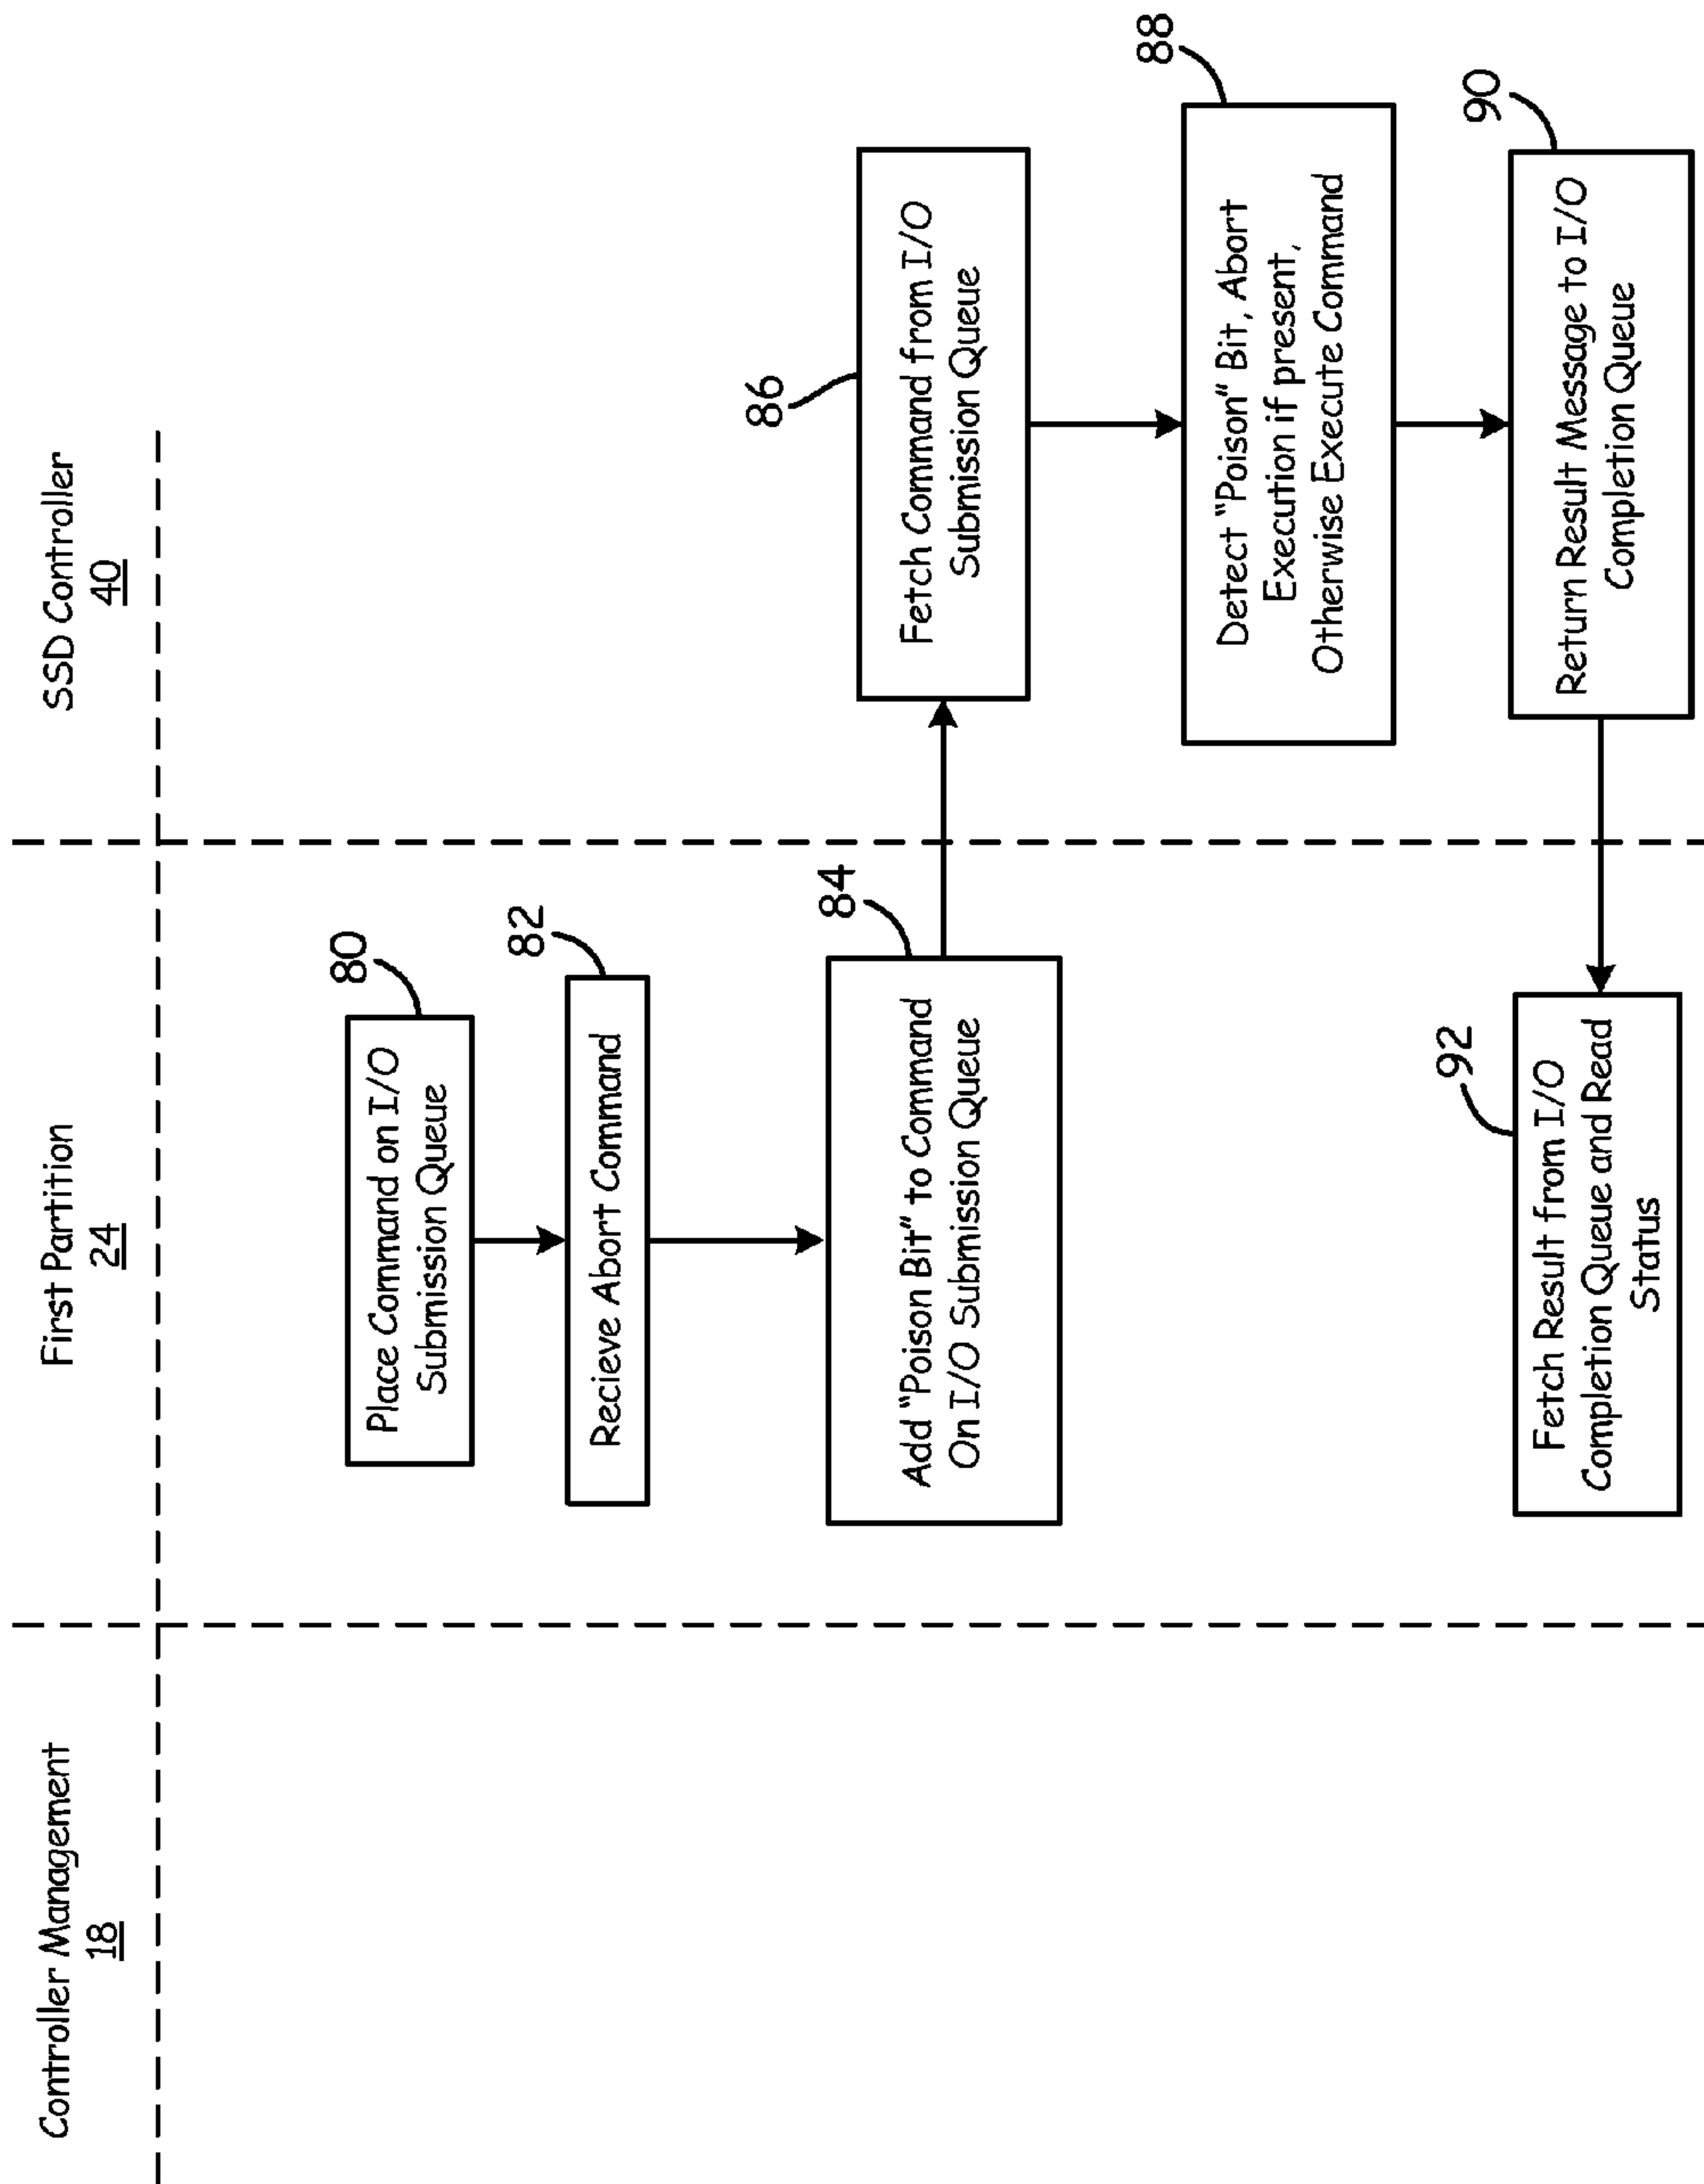 Controller Management
18
First Partition
24
SSD Controller
40
80
Place Command on I/O
Submission Queue
82
Recieve Abort Command
84
Add "Poison Bit" to Command
On I/O Submission Queue
86
Fetch Command from I/O
Submission Queue
88
Detect "Poison" Bit, Abort
Execution if present,
Otherwise Execute Command
90
Return Result Message to I/O
Completion Queue
92
Fetch Result from I/O
Completion Queue and Read
Status